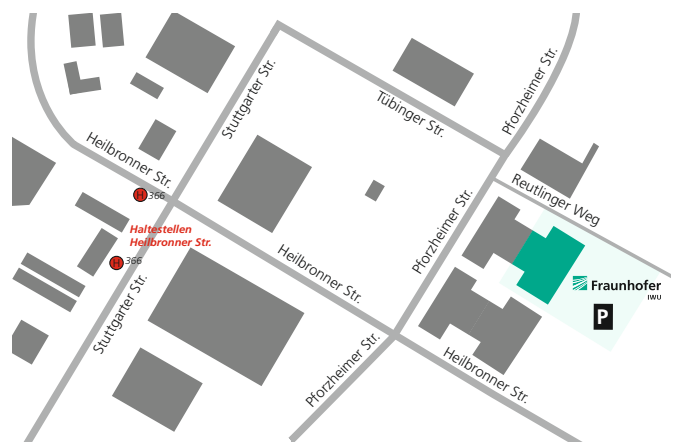 Stuttgarter Str.
Tübinger Str.
Pforzheimer Str.
Heilbronner Str.
H 366
Haltestellen
Heilbronner Str.
H 366
Reutlinger Weg
Pforzheimer Str.
Heilbronner Str.
Fraunhofer
IWU
P
Stuttgarter Str.
Pforzheimer Str.
Heilbronner Str.